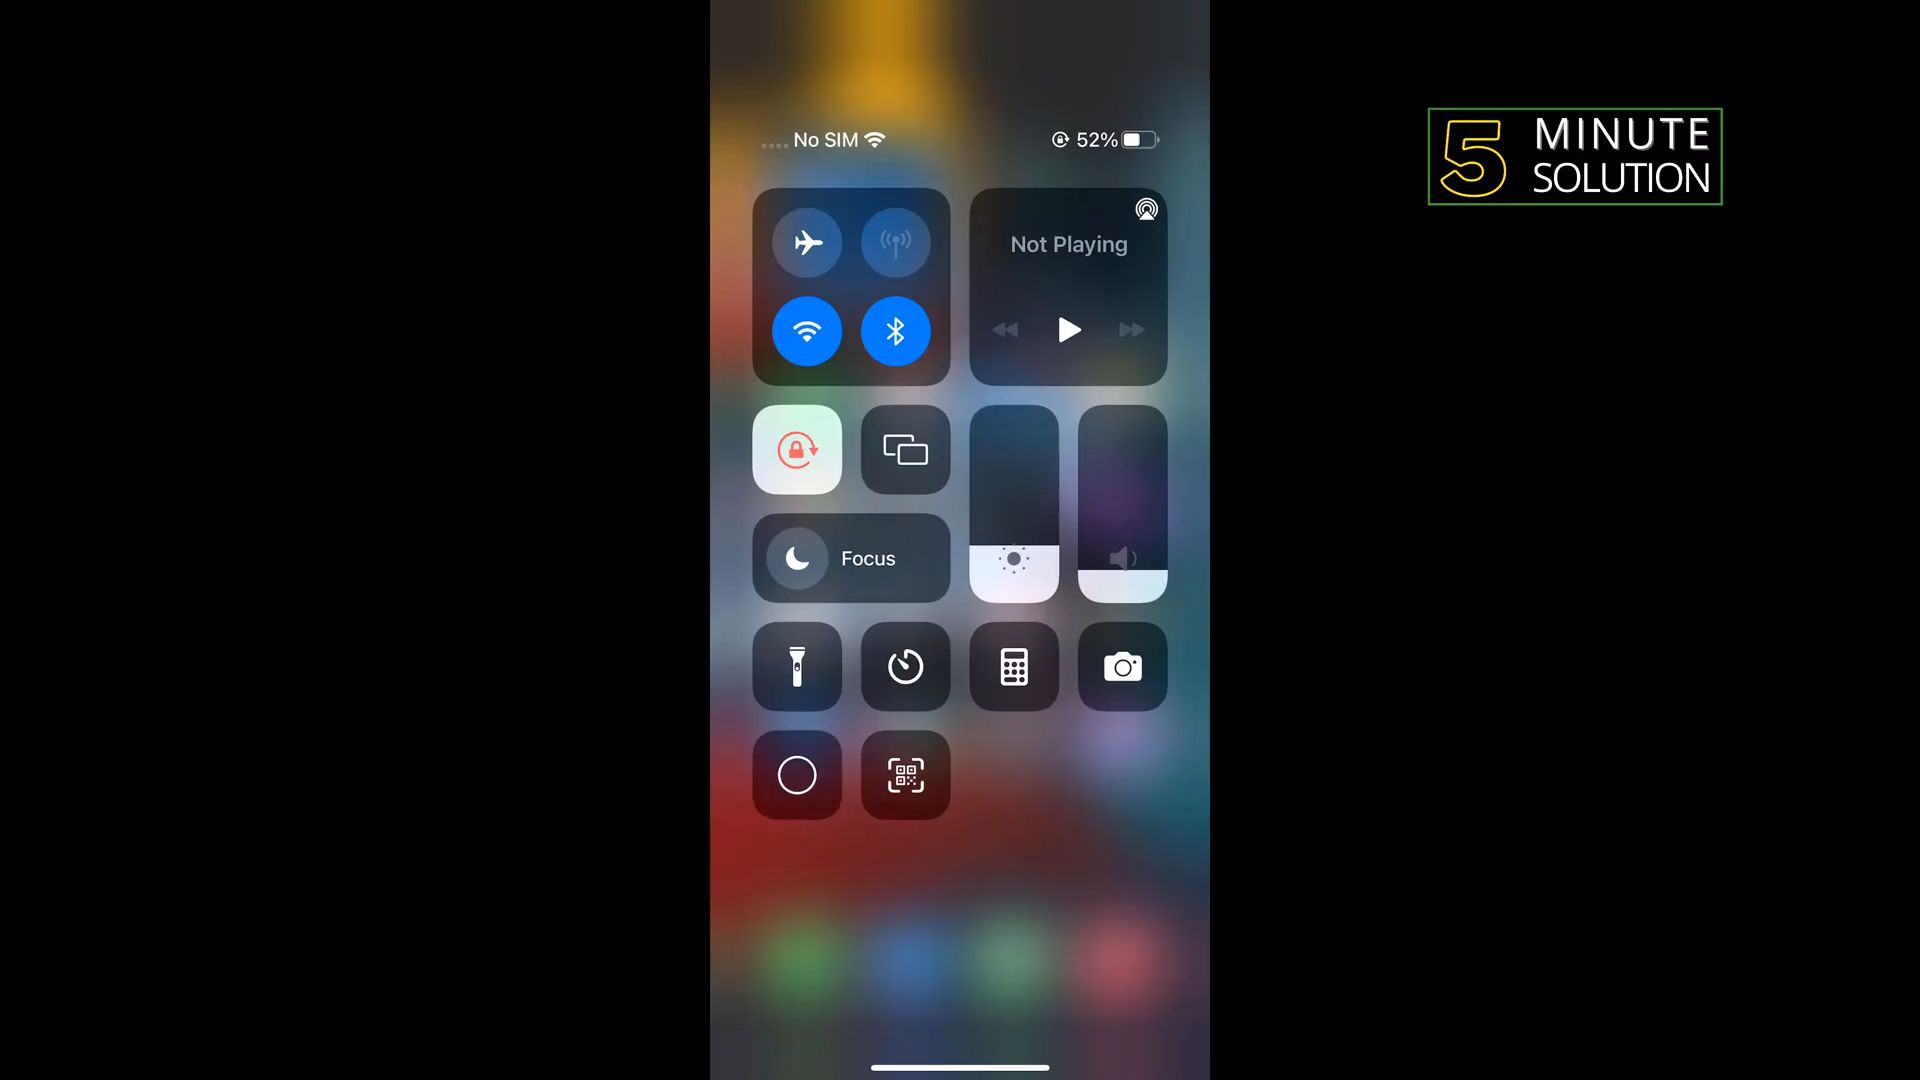 No SIM
52%
5 MINUTE
SOLUTION
Not Playing
Focus